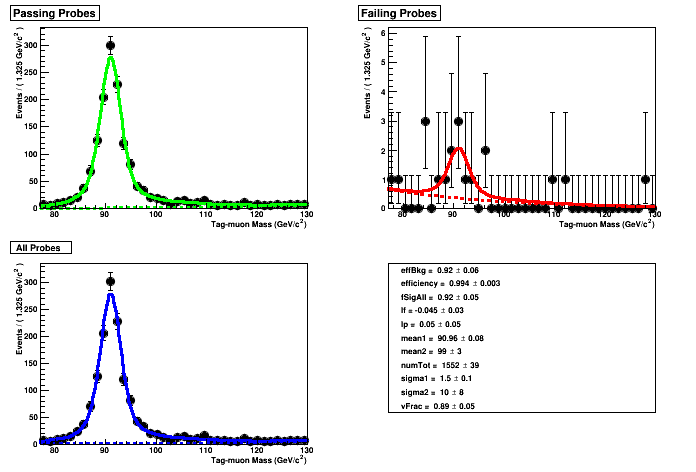 Passing Probes
Events / ( 1.325 GeV/c² )
300
250
200
150
100
50
0
80 90 100 110 120 130
Tag-muon Mass (GeV/c²)
Failing Probes
Events / ( 1.325 GeV/c² )
6
5
4
3
2
1
0
80 90 100 110 120 130
Tag-muon Mass (GeV/c²)
All Probes
Events / ( 1.325 GeV/c² )
300
250
200
150
100
50
0
80 90 100 110 120 130
Tag-muon Mass (GeV/c²)
effBkg = 0.92 ± 0.06
efficiency = 0.994 ± 0.003
fSigAll = 0.92 ± 0.05
lf = -0.045 ± 0.03
lp = 0.05 ± 0.05
mean1 = 90.96 ± 0.08
mean2 = 99 ± 3
numTot = 1552 ± 39
sigma1 = 1.5 ± 0.1
sigma2 = 10 ± 8
vFrac = 0.89 ± 0.05